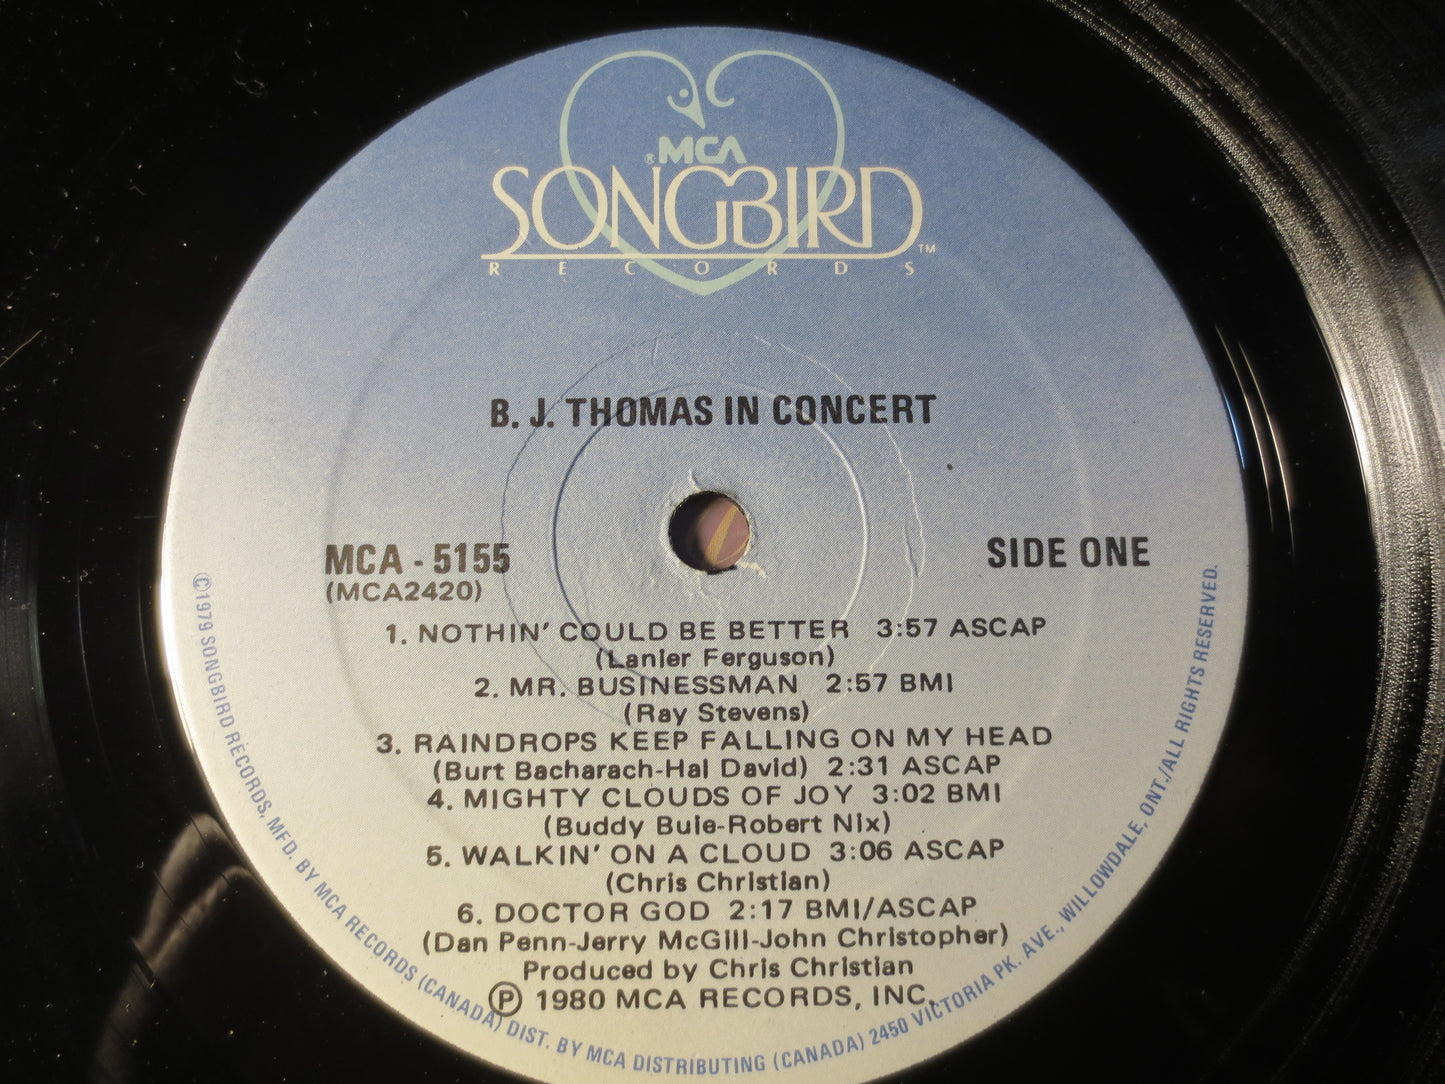 ® MCA
SONGBIRD™
RECORDS
B. J. THOMAS IN CONCERT
MCA - 5155
(MCA2420)
SIDE ONE
1. NOTHIN' COULD BE BETTER 3:57 ASCAP
(Lanier Ferguson)
2. MR. BUSINESSMAN 2:57 BMI
(Ray Stevens)
3. RAINDROPS KEEP FALLING ON MY HEAD
(Burt Bacharach-Hal David) 2:31 ASCAP
4. MIGHTY CLOUDS OF JOY 3:02 BMI
(Buddy Buie-Robert Nix)
5. WALKIN' ON A CLOUD 3:06 ASCAP
(Chris Christian)
6. DOCTOR GOD 2:17 BMI/ASCAP
(Dan Penn-Jerry McGill-John Christopher)
Produced by Chris Christian
Ⓟ 1980 MCA RECORDS, INC.
©1979 SONGBIRD RECORDS, MFD. BY MCA RECORDS (CANADA) DIST. BY MCA DISTRIBUTING (CANADA) 2450 VICTORIA PK. AVE., WILLOWDALE, ONT./ALL RIGHTS RESERVED.